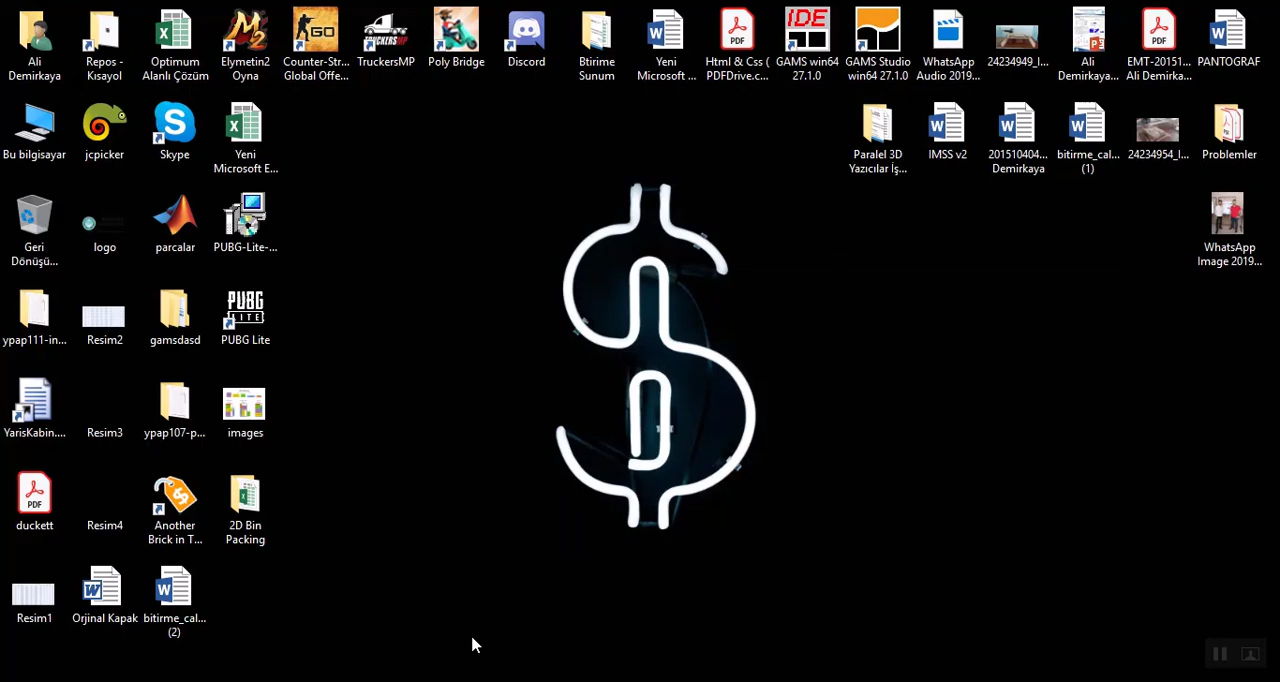 Ali
Demirkaya
Repos -
Kısayol
Optimum
Alanlı Çözüm
Elymetin2
Oyna
Counter-Str...
Global Offe...
TruckersMP
Poly Bridge
Discord
Btirime
Sunum
Yeni
Microsoft ...
Html & Css (
PDFDrive.c...
GAMS win64
27.1.0
GAMS Studio
win64 27.1.0
WhatsApp
Audio 2019...
24234949_I...
Ali
Demirkaya...
EMT-20151...
Ali Demirka...
PANTOGRAF
Bu bilgisayar
jcpicker
Skype
Yeni
Microsoft E...
Paralel 3D
Yazıcılar İş...
IMSS v2
201510404...
Demirkaya
bitirme_cal...
(1)
24234954_I...
Problemler
Geri
Dönüşü...
logo
parcalar
PUBG-Lite-...
WhatsApp
Image 2019...
ypap111-in...
Resim2
gamsdasd
PUBG
LITE
PUBG Lite
YarisKabin....
Resim3
ypap107-p...
images
duckett
Resim4
Another
Brick in T...
2D Bin
Packing
Resim1
Orjinal Kapak
bitirme_cal...
(2)